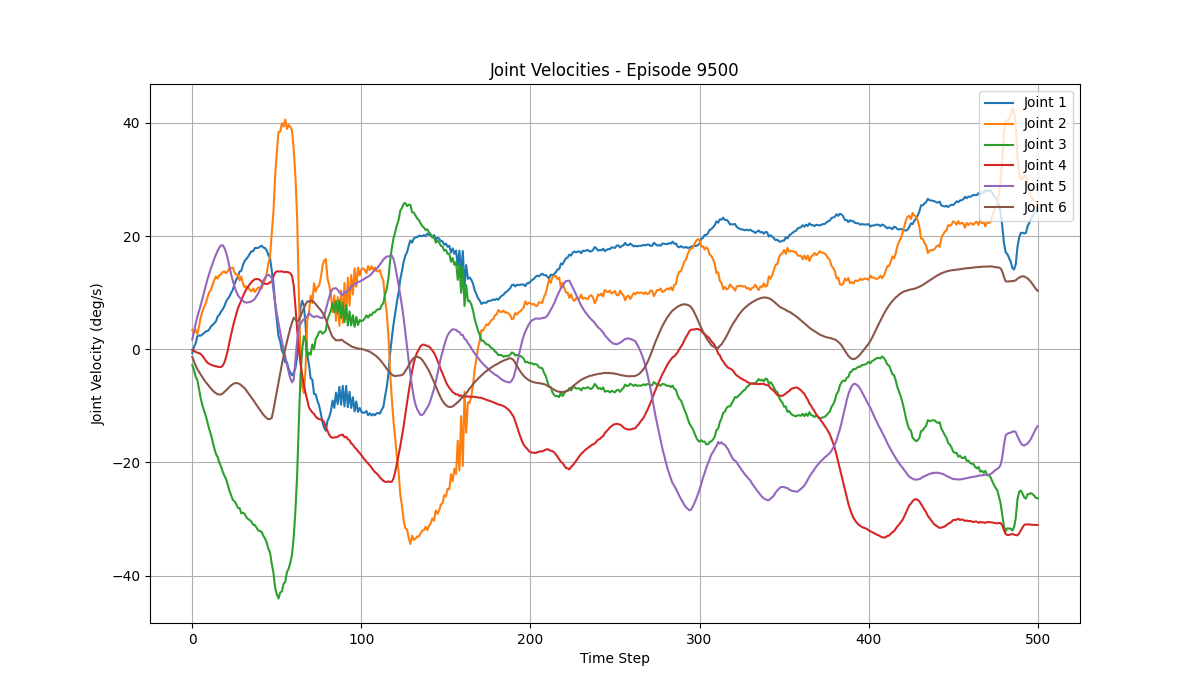 Joint Velocities - Episode 9500
Joint 1
Joint 2
Joint 3
Joint 4
Joint 5
Joint 6
Joint Velocity (deg/s)
40
20
0
−20
−40
0
100
200
300
400
500
Time Step